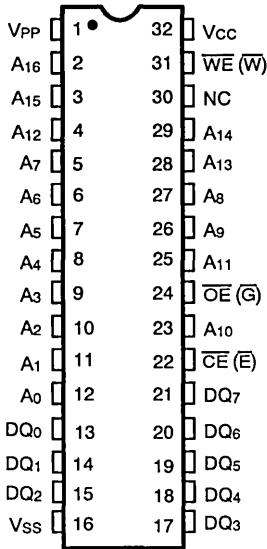 VPP 1 32 VCC
A16 2 31 W̅E̅ (W̅)
A15 3 30 NC
A12 4 29 A14
A7 5 28 A13
A6 6 27 A8
A5 7 26 A9
A4 8 25 A11
A3 9 24 O̅E̅ (G̅)
A2 10 23 A10
A1 11 22 C̅E̅ (E̅)
A0 12 21 DQ7
DQ0 13 20 DQ6
DQ1 14 19 DQ5
DQ2 15 18 DQ4
VSS 16 17 DQ3